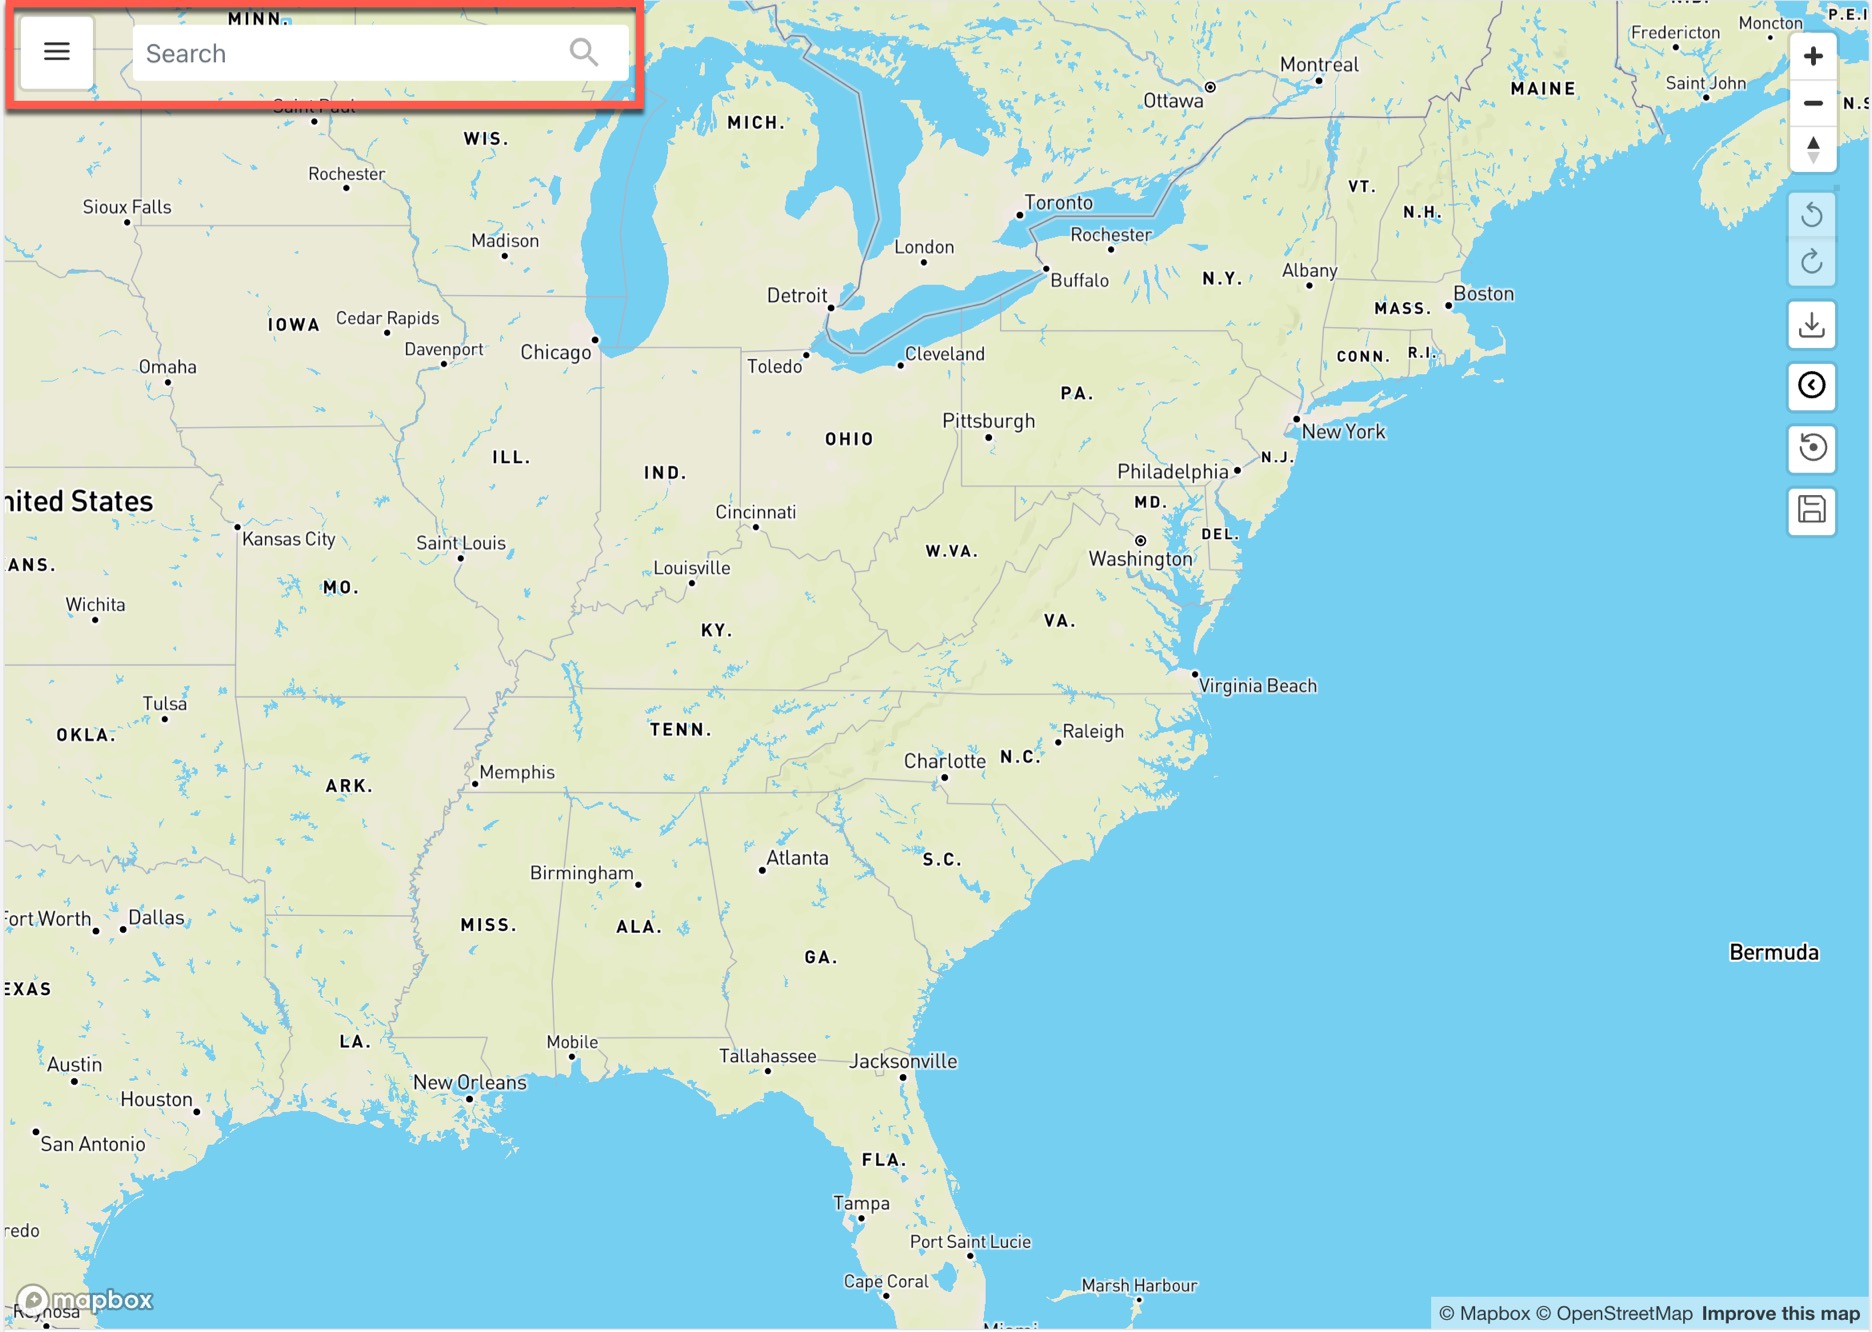 MINN.
Search
Saint Paul
WIS.
MICH.
Rochester
Sioux Falls
Madison
London
Toronto
Rochester
Buffalo
Detroit
Ottawa
Montreal
MAINE
Fredericton
Moncton
P.E.I
Saint John
N.S
VT.
N.H.
N.Y.
Albany
MASS.
Boston
CONN.
R.I.
IOWA
Cedar Rapids
Davenport
Chicago
Toledo
Cleveland
Omaha
PA.
Pittsburgh
New York
OHIO
ILL.
IND.
N.J.
Philadelphia
MD.
nited States
Cincinnati
Kansas City
Saint Louis
W.VA.
DEL.
Washington
ANS.
MO.
Louisville
Wichita
KY.
VA.
Virginia Beach
Tulsa
OKLA.
TENN.
Raleigh
Charlotte
N.C.
Memphis
ARK.
Atlanta
S.C.
Birmingham
Fort Worth
Dallas
MISS.
ALA.
GA.
Bermuda
EXAS
LA.
Mobile
Tallahassee
Jacksonville
Austin
New Orleans
Houston
San Antonio
FLA.
Tampa
redo
Port Saint Lucie
Cape Coral
Marsh Harbour
mapbox
Reynosa
© Mapbox © OpenStreetMap Improve this map